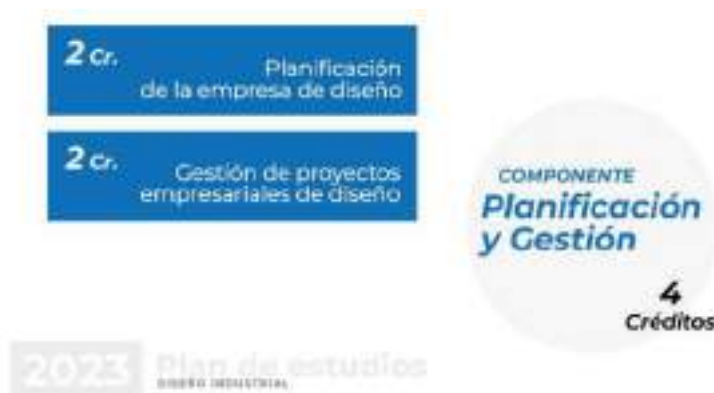 2 Cr.
Planificación
de la empresa de diseño
2 Cr.
Gestión de proyectos
empresariales de diseño
COMPONENTE
Planificación
y Gestión
4
Créditos
2023 Plan de estudios
DISEÑO INDUSTRIAL